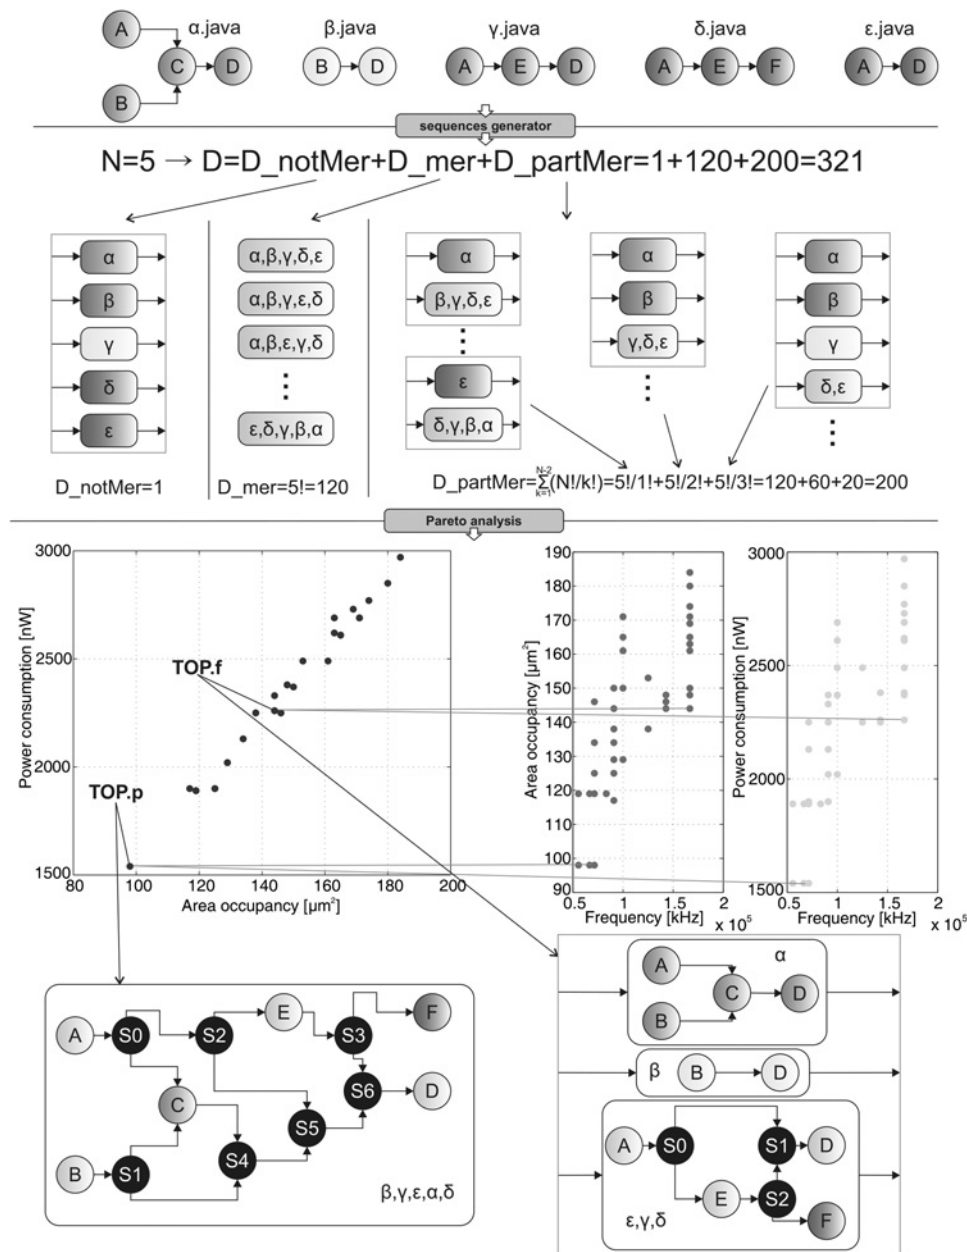 α.java β.java γ.java δ.java ε.java
A C D B
B D
A E D
A E F
A D
sequences generator
N=5 → D=D_notMer+D_mer+D_partMer=1+120+200=321
α
β
γ
δ
ε
D_notMer=1
α,β,γ,δ,ε
α,β,γ,ε,δ
α,β,ε,γ,δ
ε,δ,γ,β,α
D_mer=5!=120
α
β,γ,δ,ε
ε
δ,γ,β,α
α
β
γ,δ,ε
α
β
γ
δ,ε
D_partMer=Σ(N!/k!)=5!/1!+5!/2!+5!/3!=120+60+20=200
N-2
k=1
Pareto analysis
Power consumption [nW]
3000
2500
2000
1500
80 100 120 140 160 180 200
Area occupancy [µm²]
TOP.f
TOP.p
Area occupancy [µm²]
190
180
170
160
150
140
130
120
110
100
90
0.5 1 1.5 2
Frequency [kHz]
x 10⁵
Power consumption [nW]
3000
2500
2000
1500
0.5 1 1.5 2
Frequency [kHz]
x 10⁵
A S0 S2 E S3 F
C S6 D
S5
B S1 S4
β,γ,ε,α,δ
α
A C D
B
β B D
A S0 S1 D
E S2
F
ε,γ,δ